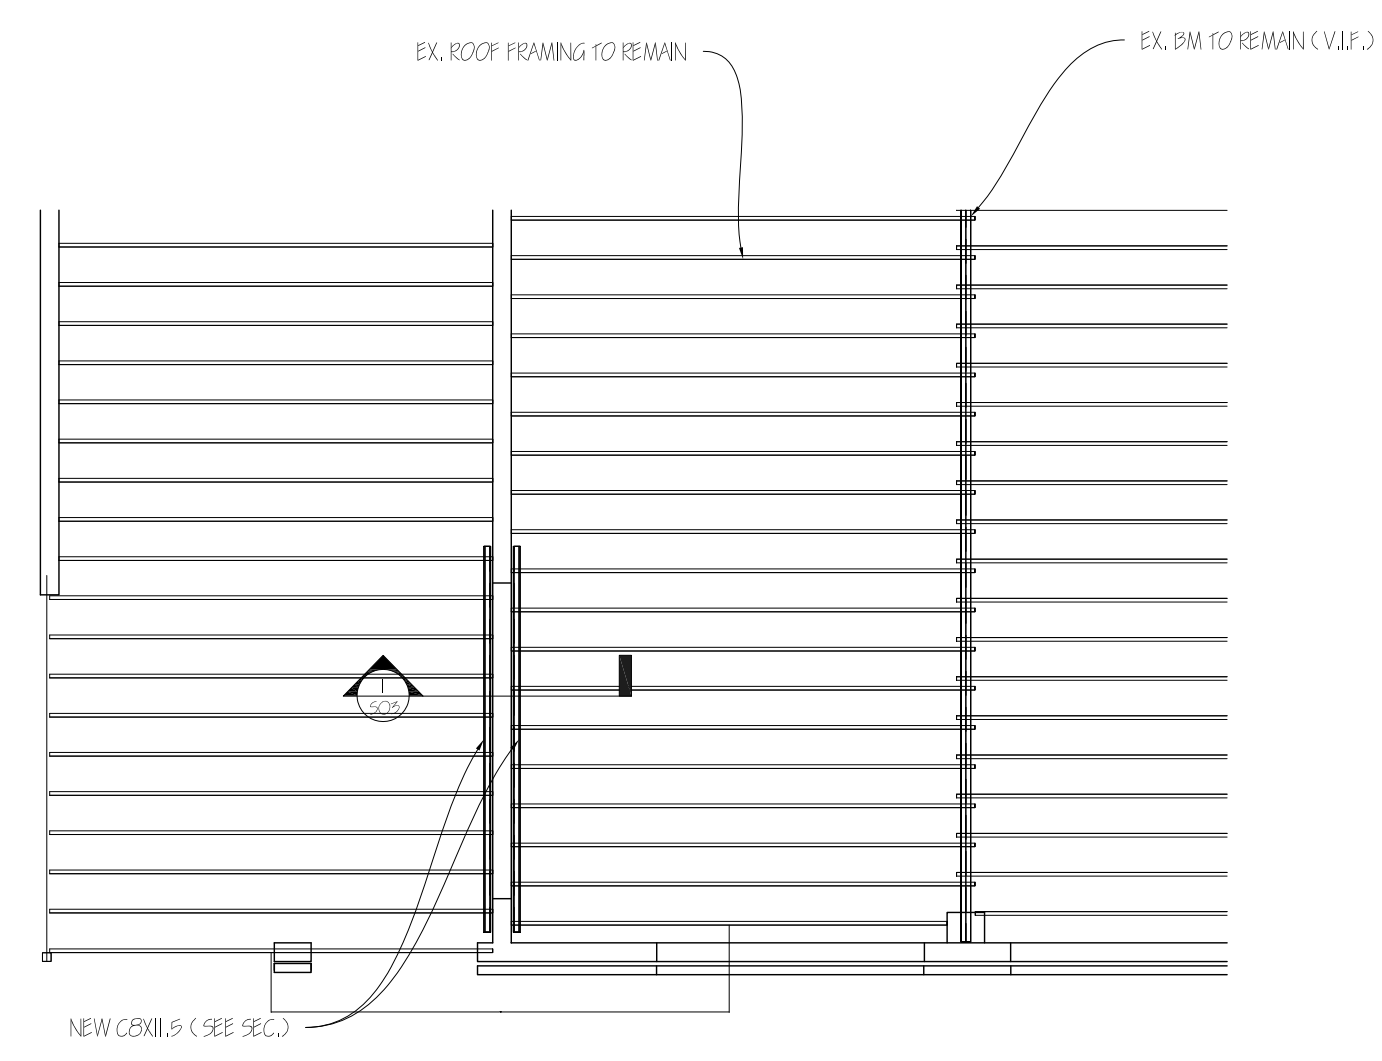 EX. ROOF FRAMING TO REMAIN
EX. BM TO REMAIN (V.I.F.)
1
S03
NEW C8X11.5 (SEE SEC.)